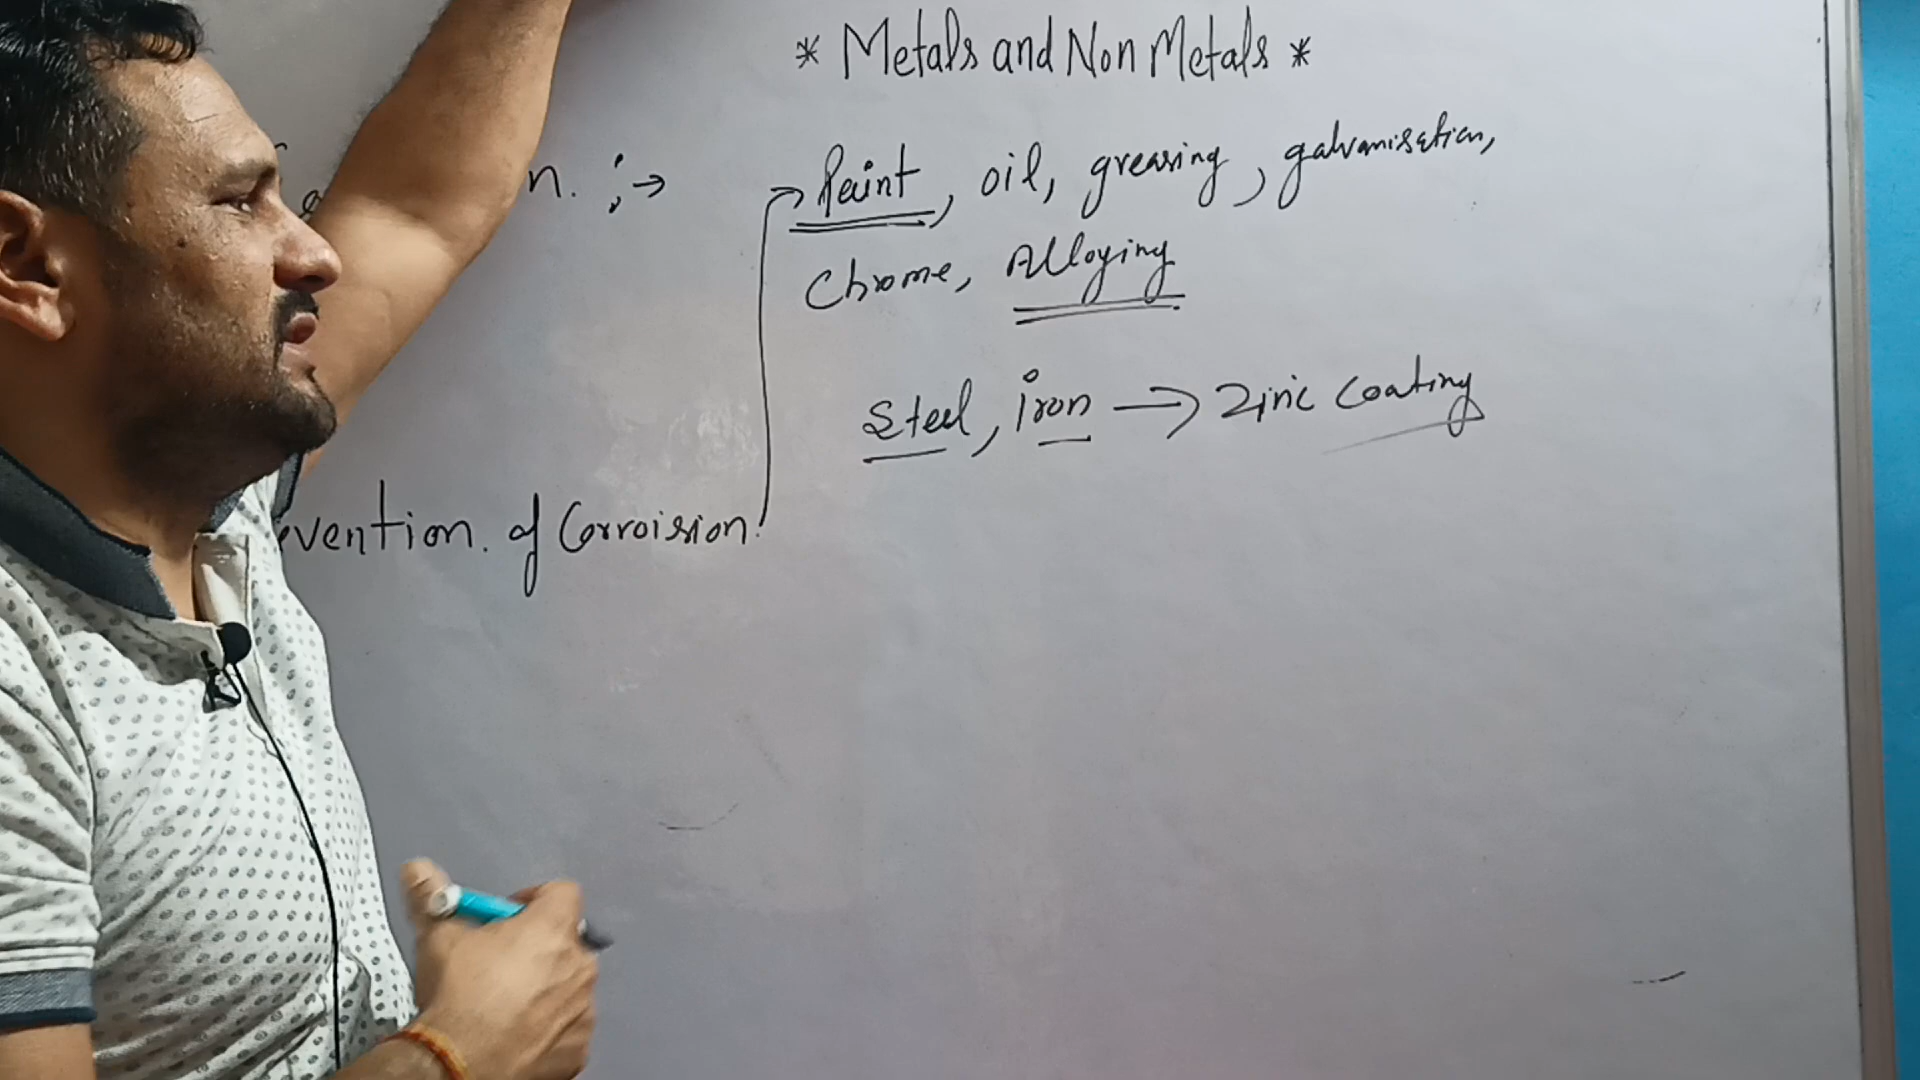 * Metals and Non Metals *
n. :→ Paint, oil, greasing, galvanisation,
Chrome, Alloying
Steel, iron → Zinc coating
vention. of Corroision.